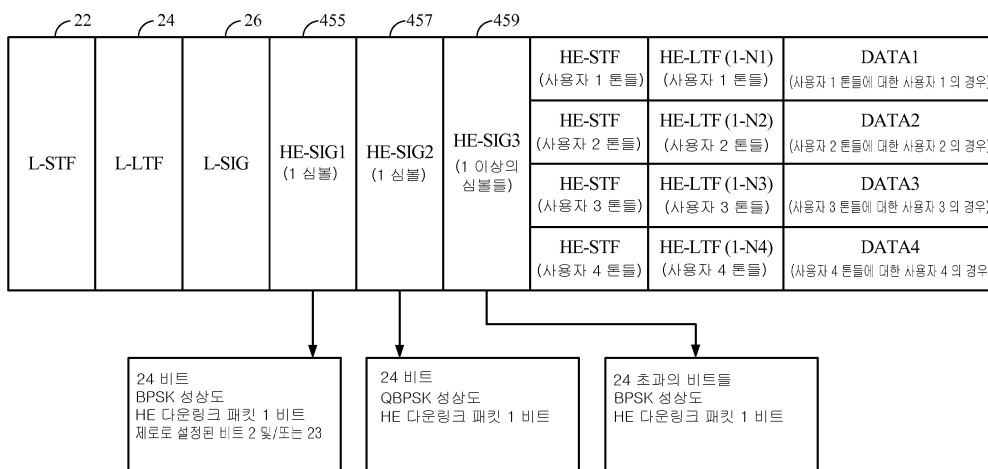 22
24
26
455
457
459
L-STF
L-LTF
L-SIG
HE-SIG1
(1 심볼)
HE-SIG2
(1 심볼)
HE-SIG3
(1 이상의
심볼들)
HE-STF
(사용자 1 톤들)
HE-LTF (1-N1)
(사용자 1 톤들)
DATA1
(사용자 1 톤들에 대한 사용자 1 의 경우)
HE-STF
(사용자 2 톤들)
HE-LTF (1-N2)
(사용자 2 톤들)
DATA2
(사용자 2 톤들에 대한 사용자 2 의 경우)
HE-STF
(사용자 3 톤들)
HE-LTF (1-N3)
(사용자 3 톤들)
DATA3
(사용자 3 톤들에 대한 사용자 3 의 경우)
HE-STF
(사용자 4 톤들)
HE-LTF (1-N4)
(사용자 4 톤들)
DATA4
(사용자 4 톤들에 대한 사용자 4 의 경우)
24 비트
BPSK 성상도
HE 다운링크 패킷 1 비트
제로로 설정된 비트 2 및/또는 23
24 비트
QBPSK 성상도
HE 다운링크 패킷 1 비트
24 초과의 비트들
BPSK 성상도
HE 다운링크 패킷 1 비트